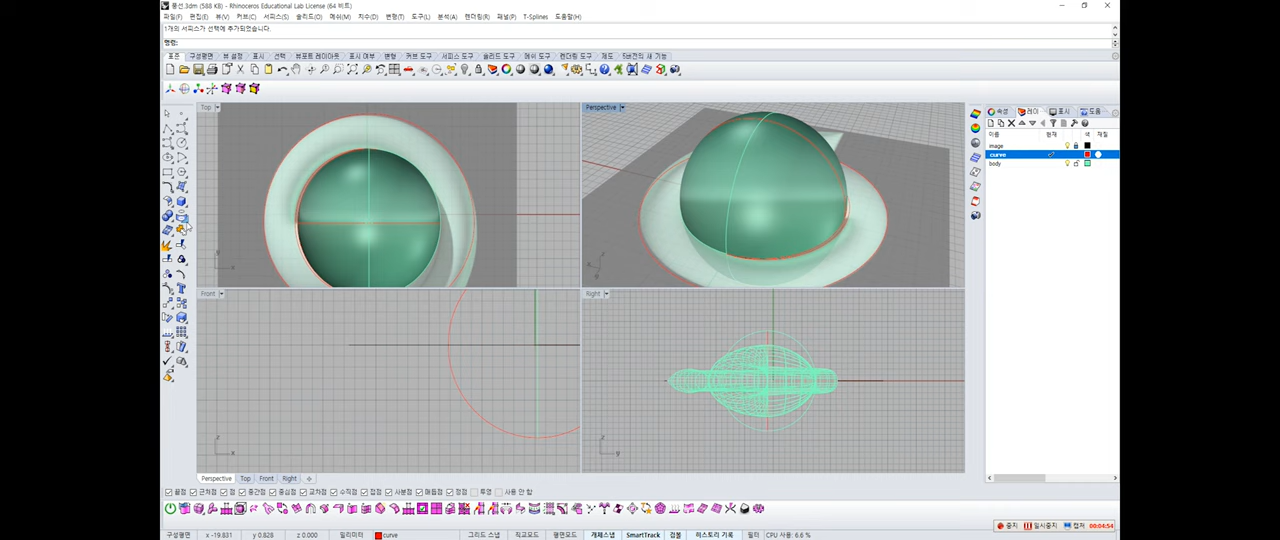 풍선.3dm (588 KB) - Rhinoceros Educational Lab License (64 비트)
파일(F) 편집(E) 뷰(V) 커브(C) 서피스(S) 솔리드(O) 메쉬(M) 치수(D) 변형(T) 도구(L) 분석(A) 렌더링(R) 패널(P) T-Splines 도움말(H)
1개의 서피스가 선택에 추가되었습니다.
명령:
표준 구성평면 뷰 설정 표시 선택 뷰포트 레이아웃 표시 여부 변형 커브 도구 서피스 도구 솔리드 도구 메쉬 도구 렌더링 도구 제도 5버전의 새 기능
Top Perspective 속성 레이 표시 도움
이름 현재 색 재질
image
curve
body
y x z x
Front Right
z x z y
Perspective Top Front Right
끝점 근처점 점 중간점 중심점 교차점 수직점 접점 사분점 매듭점 정점 투영 사용 안 함
중지 일시중지 캡처 00:04:54
구성평면 x -19.831 y 0.828 z 0.000 밀리미터 curve 그리드 스냅 직교모드 평면모드 개체스냅 SmartTrack 검볼 히스토리 기록 필터 CPU 사용: 6.6 %